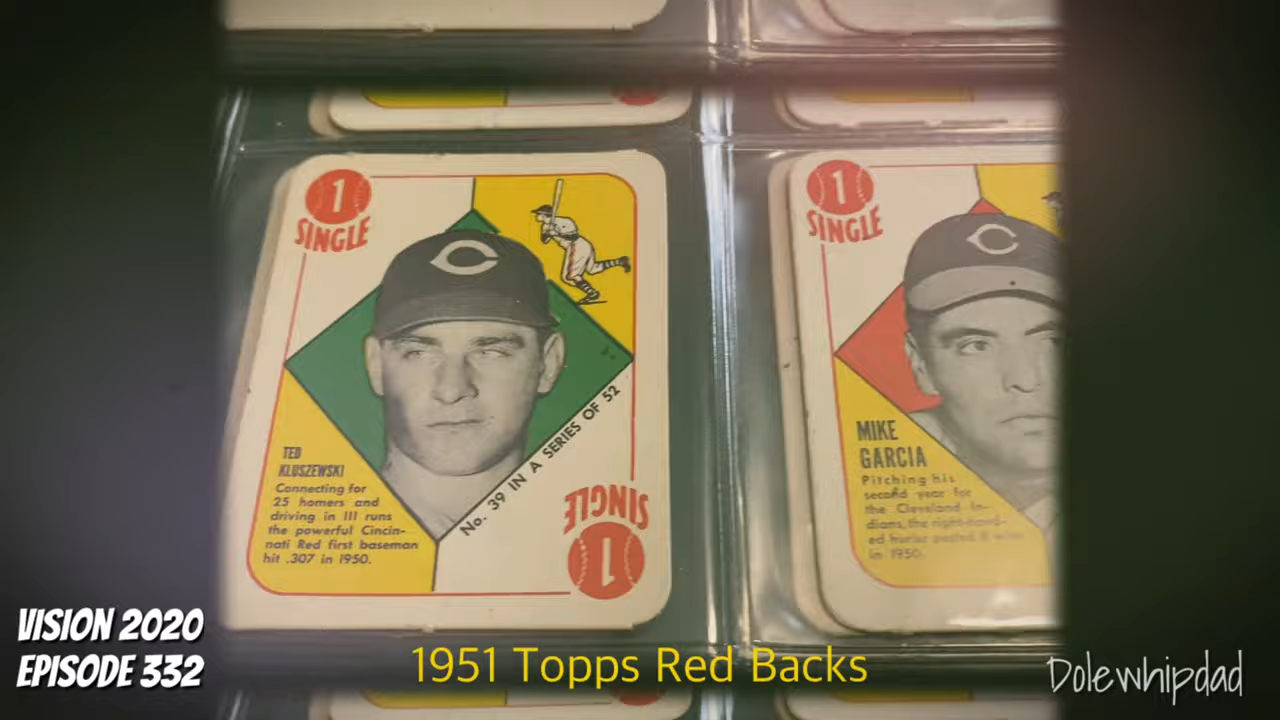 1
SINGLE
TED
KLUSZEWSKI
Connecting for
25 homers and
driving in III runs
the powerful Cincin-
nati Red first baseman
hit .307 in 1950.
No. 39 IN A SERIES OF 52
SINGLE
1
1
SINGLE
MIKE
GARCIA
Pitching his
second year for
the Cleveland In-
dians, the right-hand-
ed hurler posted
in 1950.
VISION 2020
EPISODE 332
1951 Topps Red Backs
Dolewhipdad